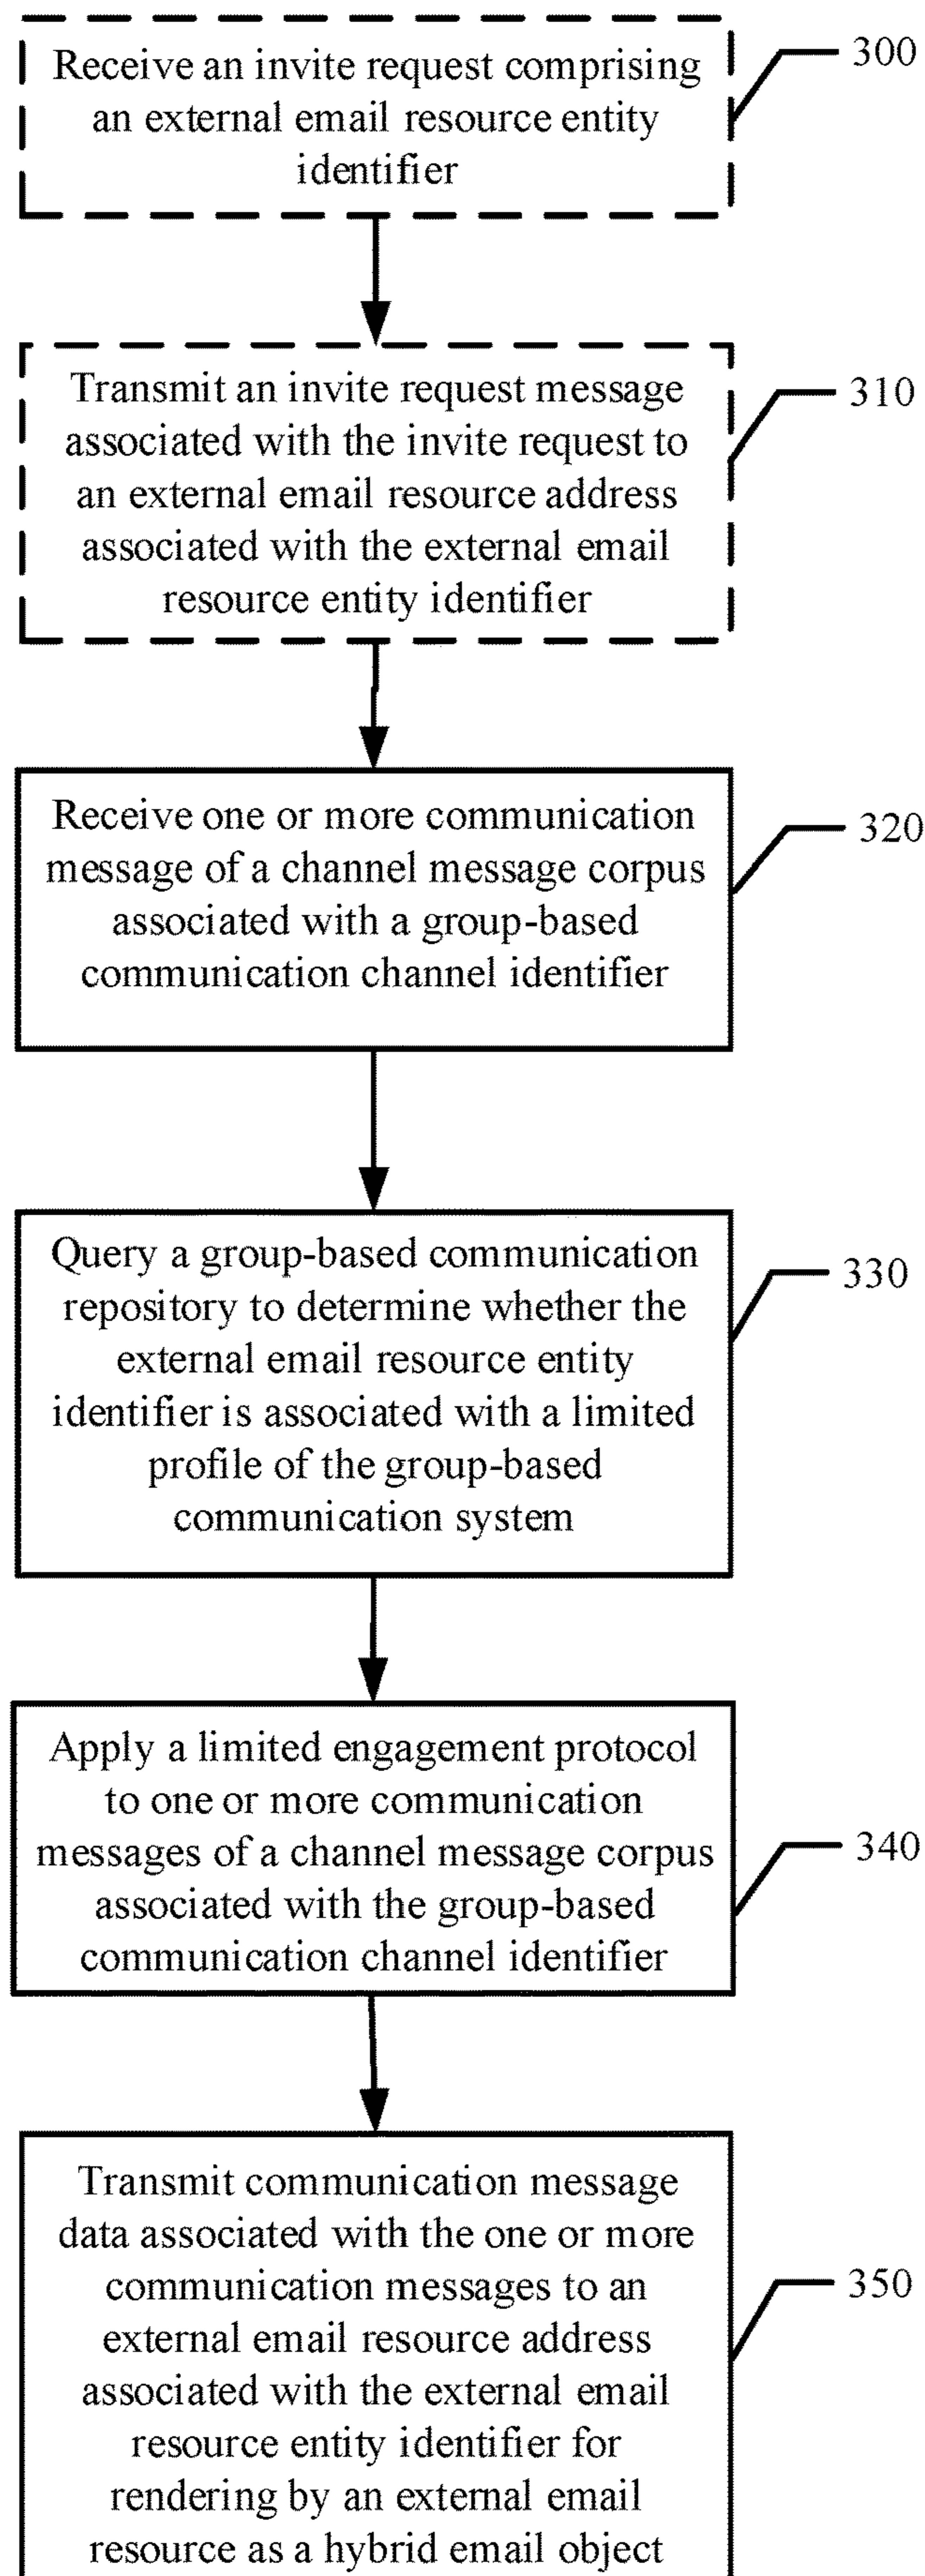 Receive an invite request comprising
an external email resource entity
identifier
300
Transmit an invite request message
associated with the invite request to
an external email resource address
associated with the external email
resource entity identifier
310
Receive one or more communication
message of a channel message corpus
associated with a group-based
communication channel identifier
320
Query a group-based communication
repository to determine whether the
external email resource entity
identifier is associated with a limited
profile of the group-based
communication system
330
Apply a limited engagement protocol
to one or more communication
messages of a channel message corpus
associated with the group-based
communication channel identifier
340
Transmit communication message
data associated with the one or more
communication messages to an
external email resource address
associated with the external email
resource entity identifier for
rendering by an external email
resource as a hybrid email object
350